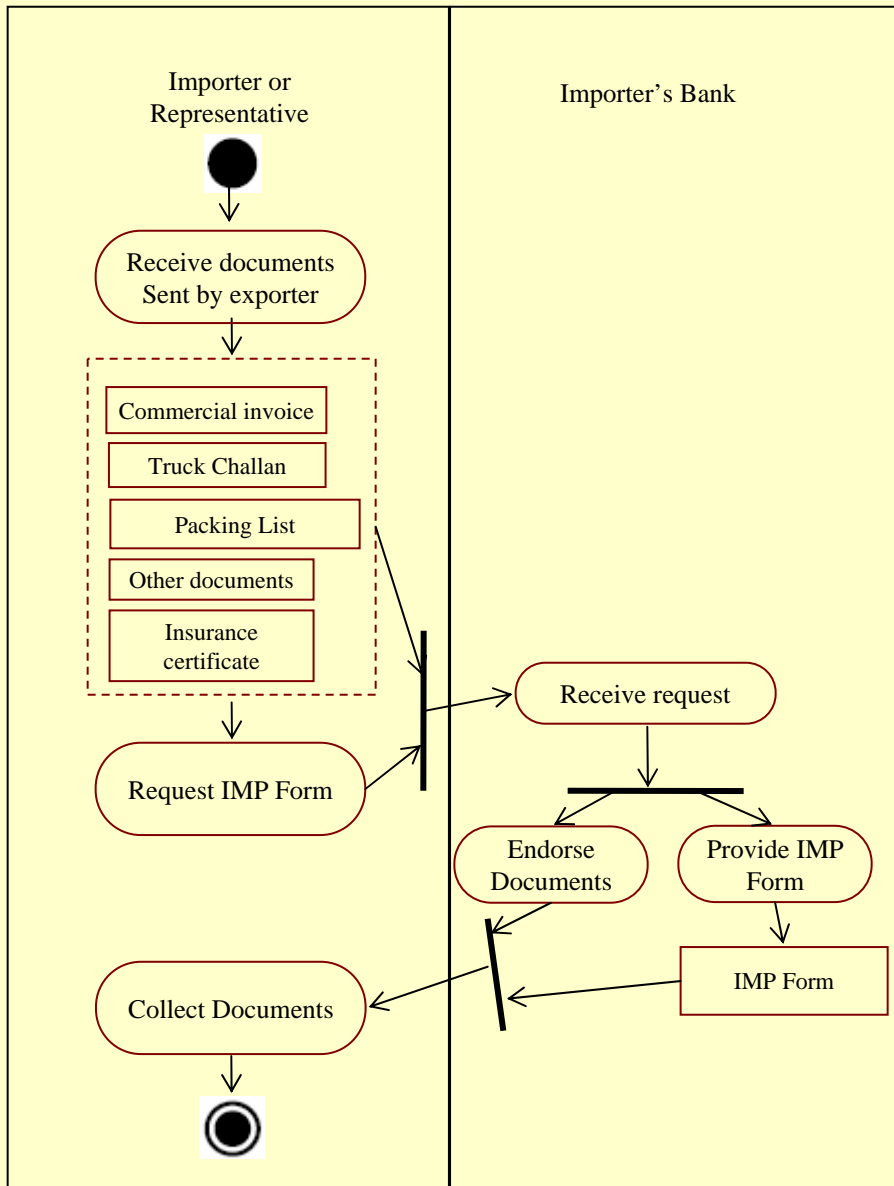 Importer or
Representative
Importer’s Bank
Receive documents
Sent by exporter
Commercial invoice
Truck Challan
Packing List
Other documents
Insurance
certificate
Receive request
Request IMP Form
Endorse
Documents
Provide IMP
Form
IMP Form
Collect Documents